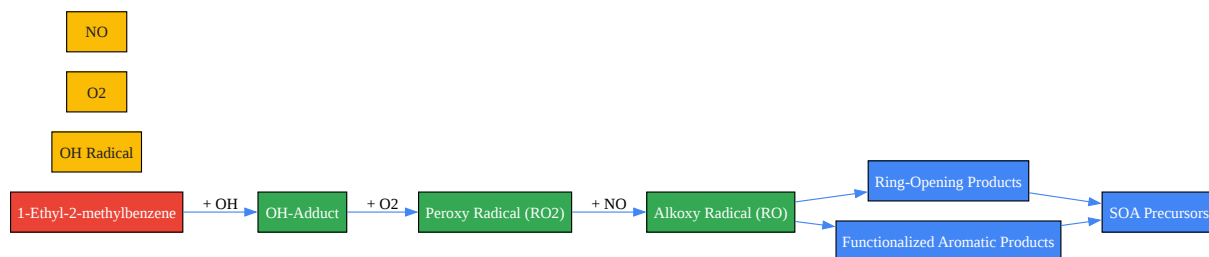 NO
O2
OH Radical
1-Ethyl-2-methylbenzene
+ OH
OH-Adduct
+ O2
Peroxy Radical (RO2)
+ NO
Alkoxy Radical (RO)
Ring-Opening Products
Functionalized Aromatic Products
SOA Precursors